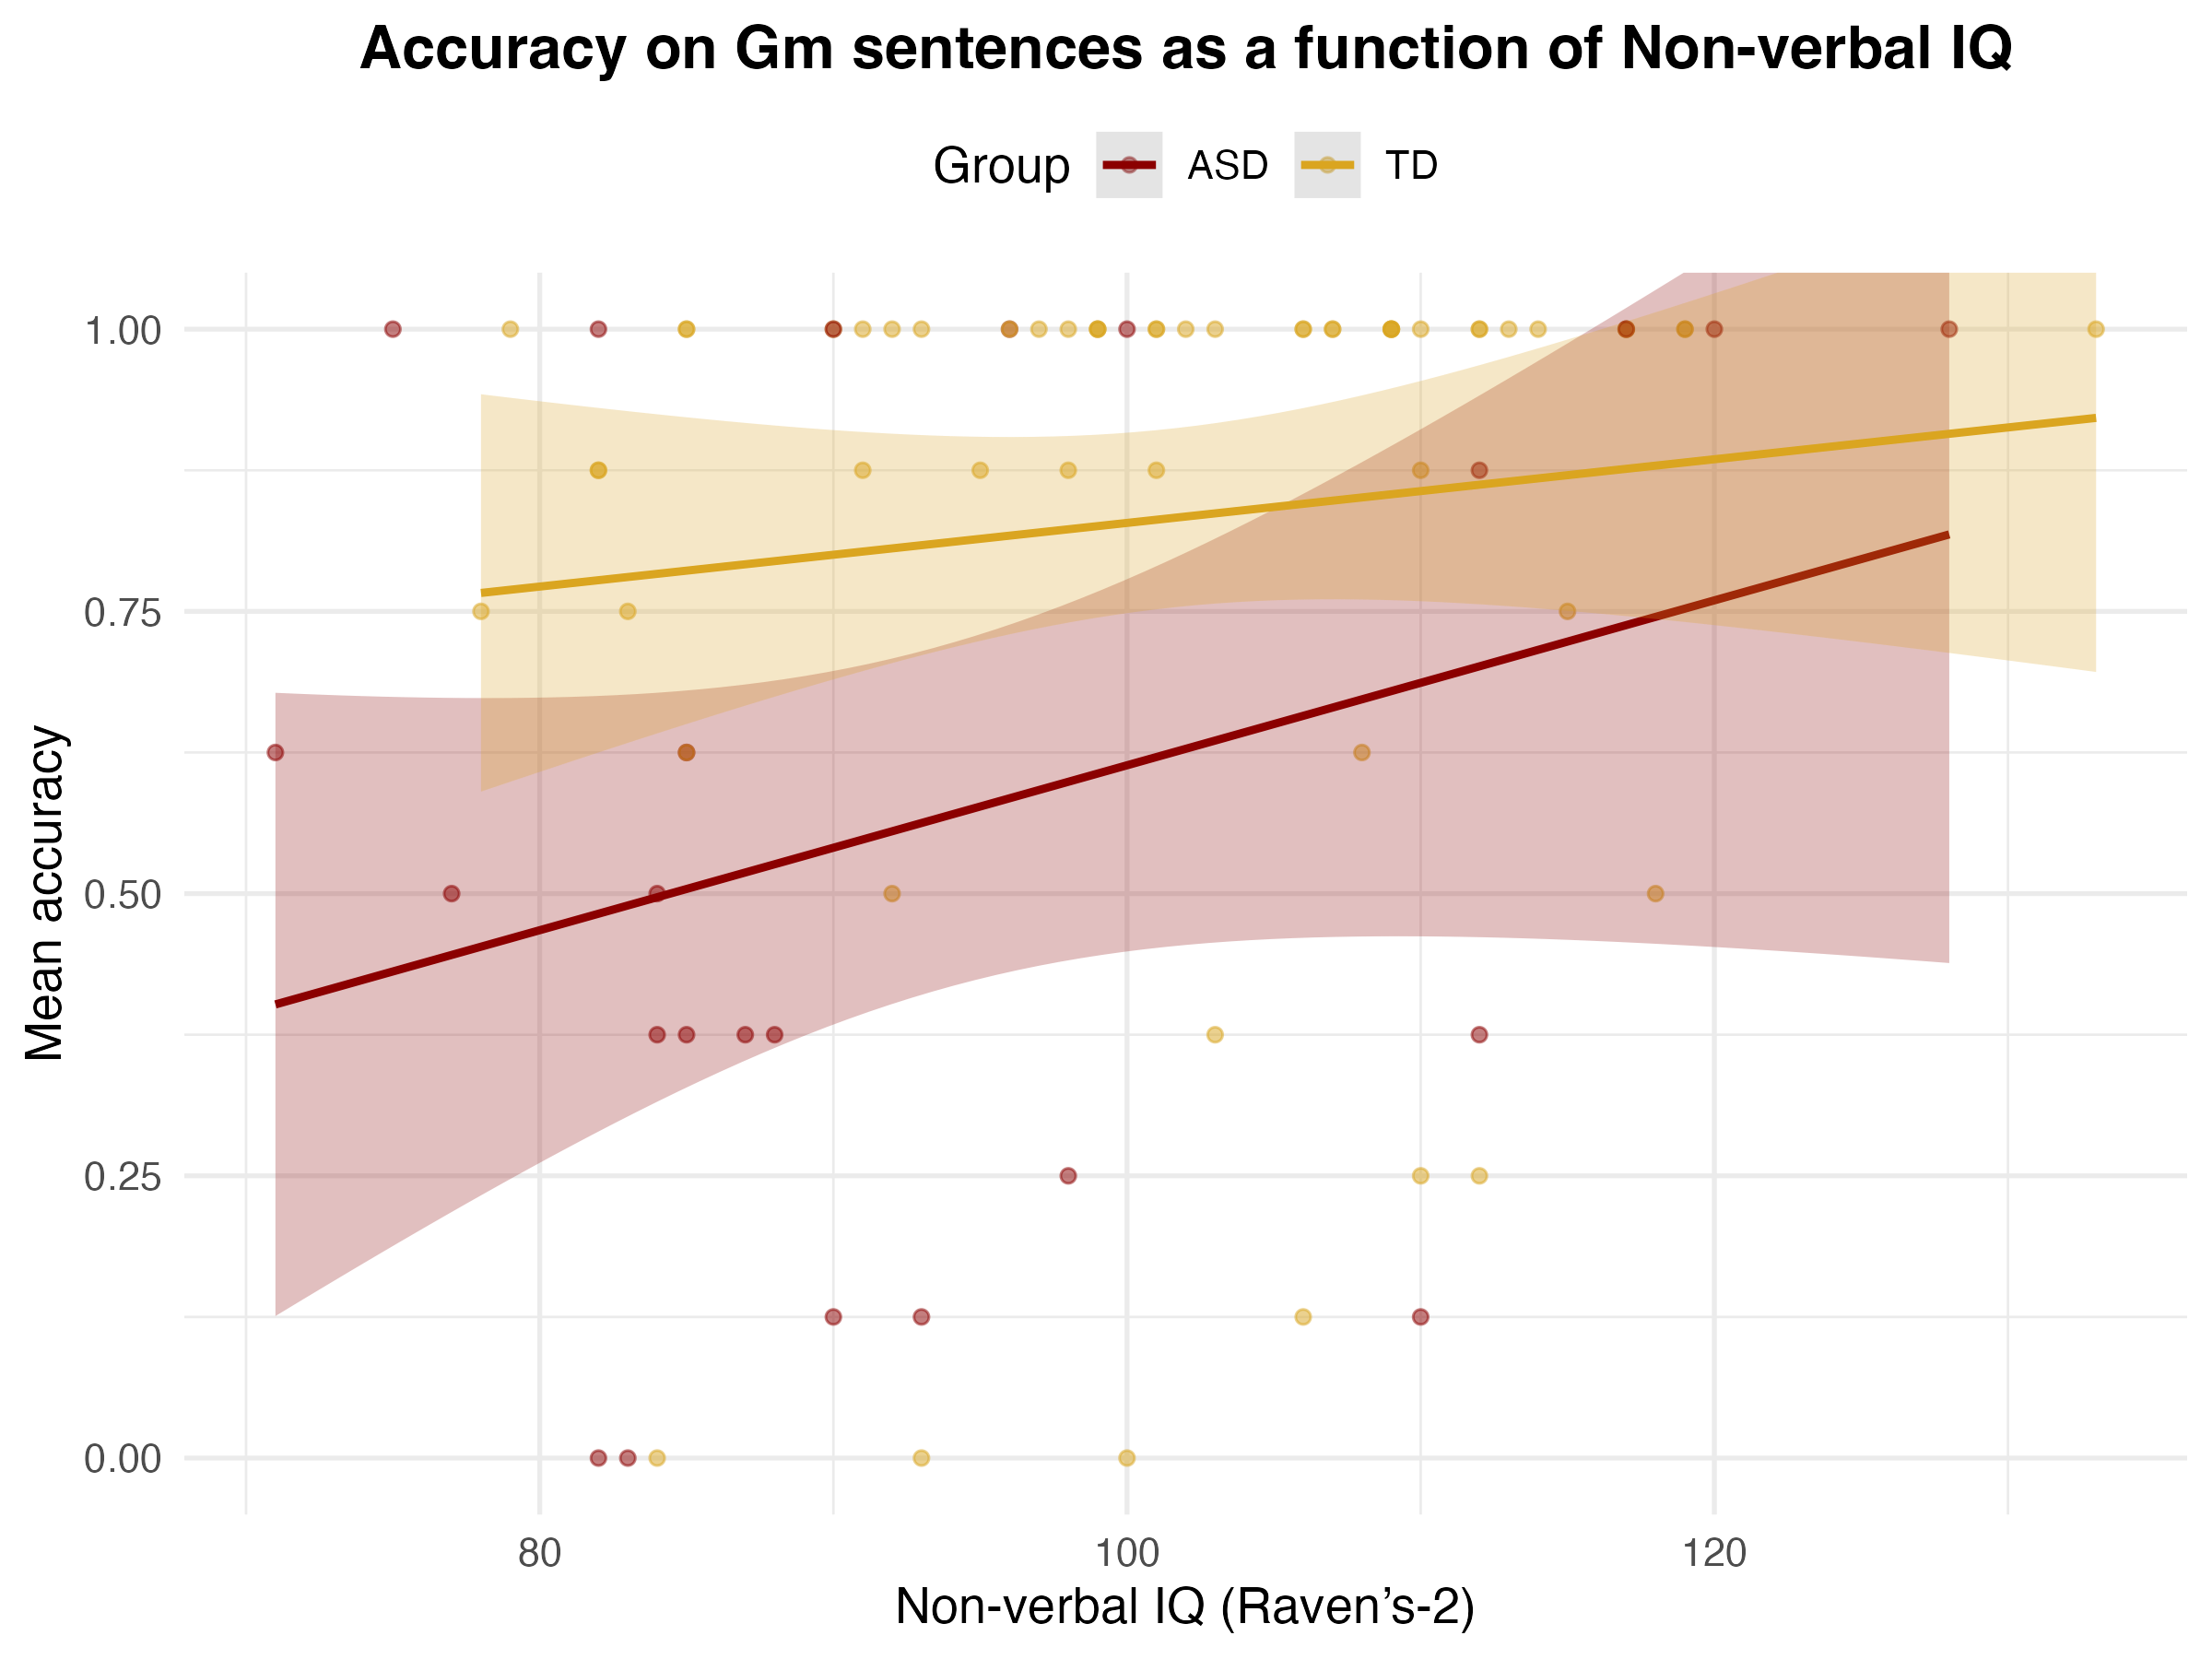 Accuracy on Gm sentences as a function of Non-verbal IQ
Group ASD TD
1.00
0.75
0.50
0.25
0.00
Mean accuracy
80 100 120
Non-verbal IQ (Raven’s-2)